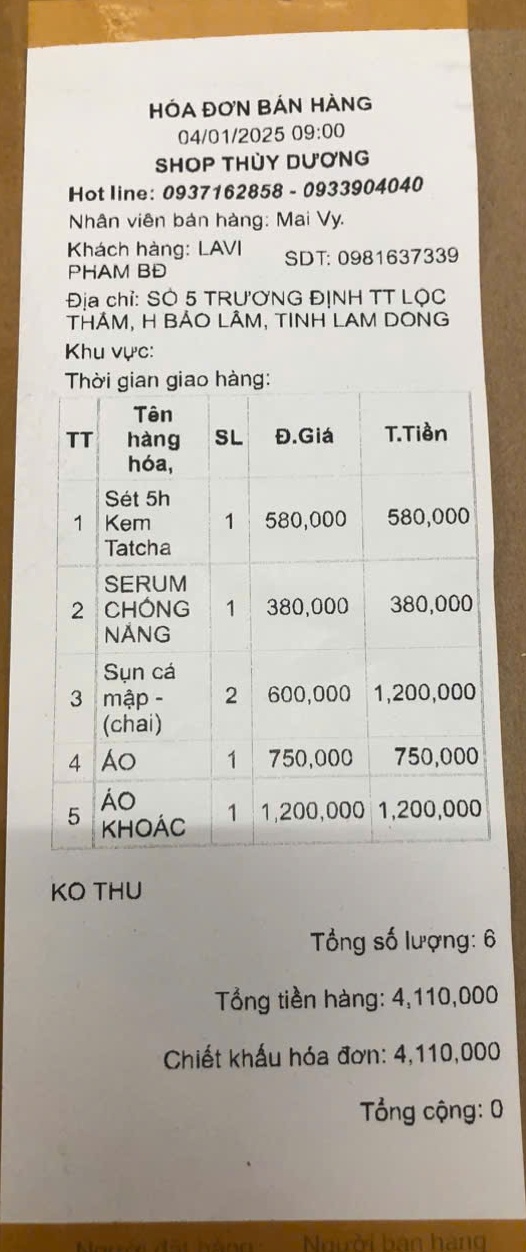 HÓA ĐƠN BÁN HÀNG
04/01/2025 09:00
SHOP THÙY DƯƠNG
Hot line: 0937162858 - 0933904040
Nhân viên bán hàng: Mai Vy.
Khách hàng: LAVI PHAM BĐ SDT: 0981637339
Địa chỉ: SỐ 5 TRƯƠNG ĐỊNH TT LỘC
THẮM, H BẢO LÂM, TINH LAM DONG
Khu vực:
Thời gian giao hàng:
TT Tên hàng hóa, SL Đ.Giá T.Tiền
1 Sét 5h Kem Tatcha 1 580,000 580,000
2 SERUM CHỐNG NẮNG 1 380,000 380,000
3 Sụn cá mập - (chai) 2 600,000 1,200,000
4 ÁO 1 750,000 750,000
5 ÁO KHOÁC 1 1,200,000 1,200,000
KO THU
Tổng số lượng: 6
Tổng tiền hàng: 4,110,000
Chiết khấu hóa đơn: 4,110,000
Tổng cộng: 0
Người đặt hàng Người bán hàng